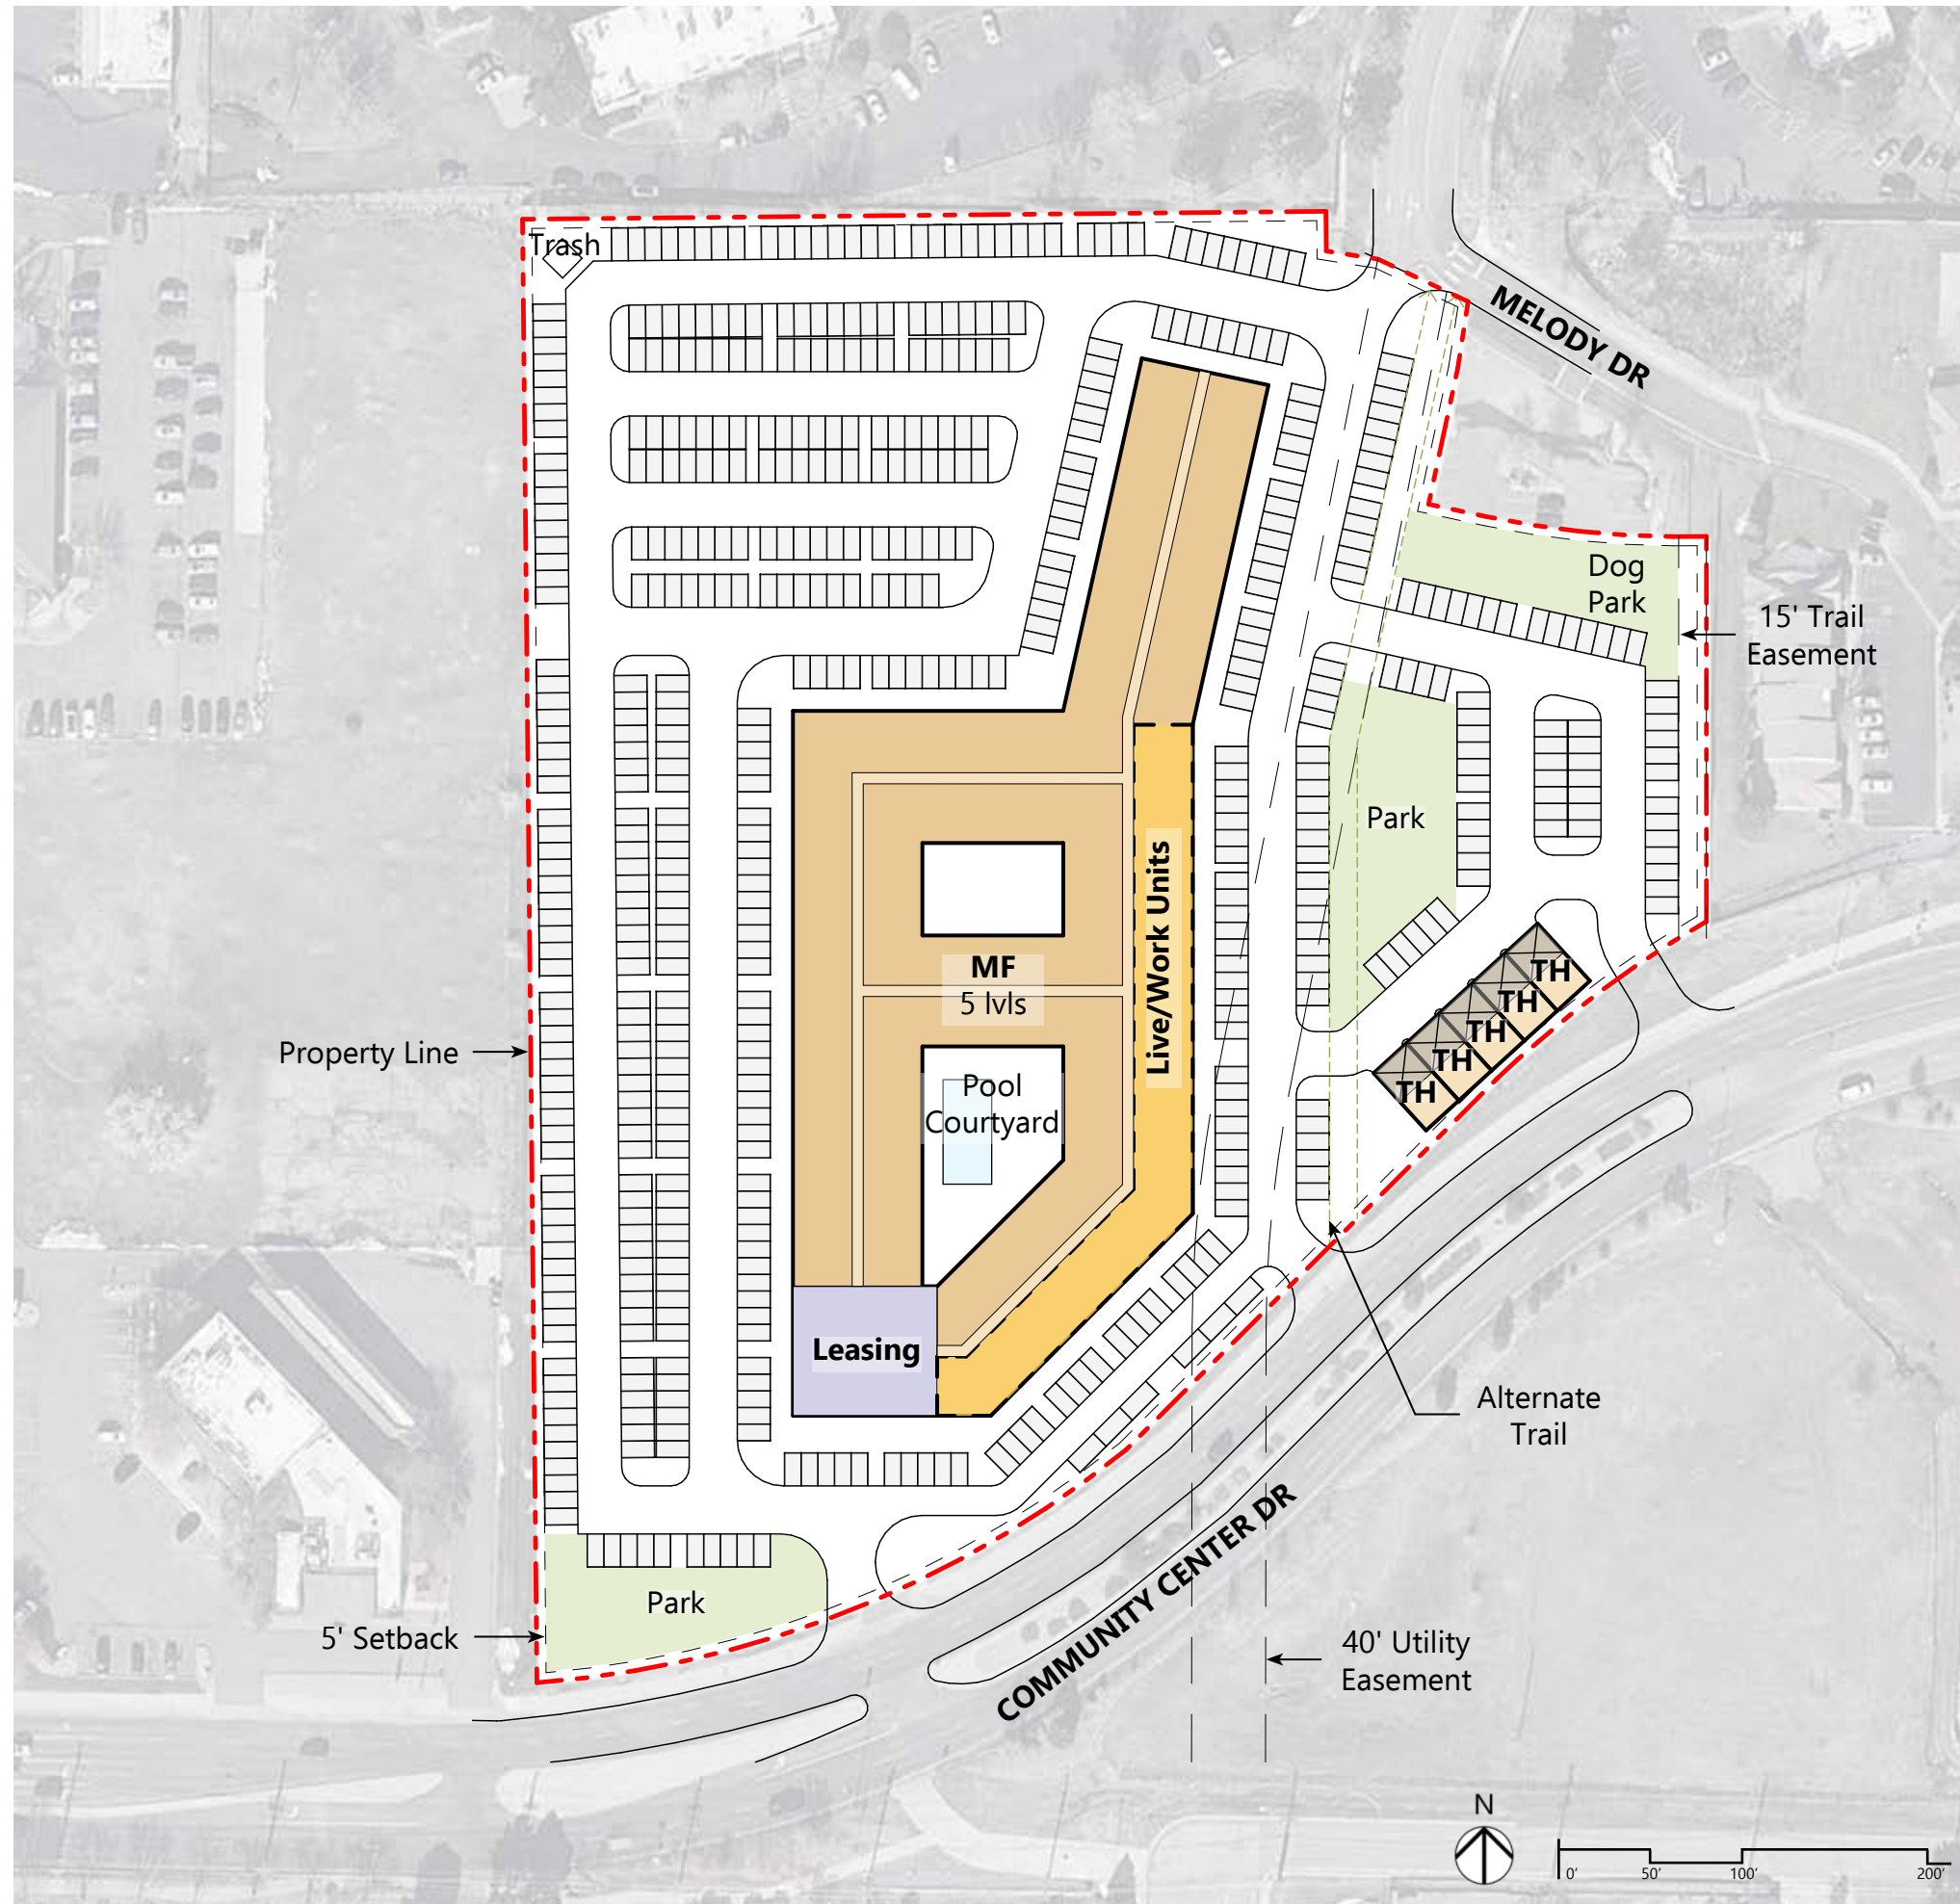 Trash
MELODY DR
Dog
Park
15' Trail
Easement
Park
Live/Work Units
MF
5 lvls
TH
TH
TH
TH
TH
Property Line
Pool
Courtyard
Leasing
Alternate
Trail
COMMUNITY CENTER DR
Park
5' Setback
40' Utility
Easement
N
0'
50'
100'
200'